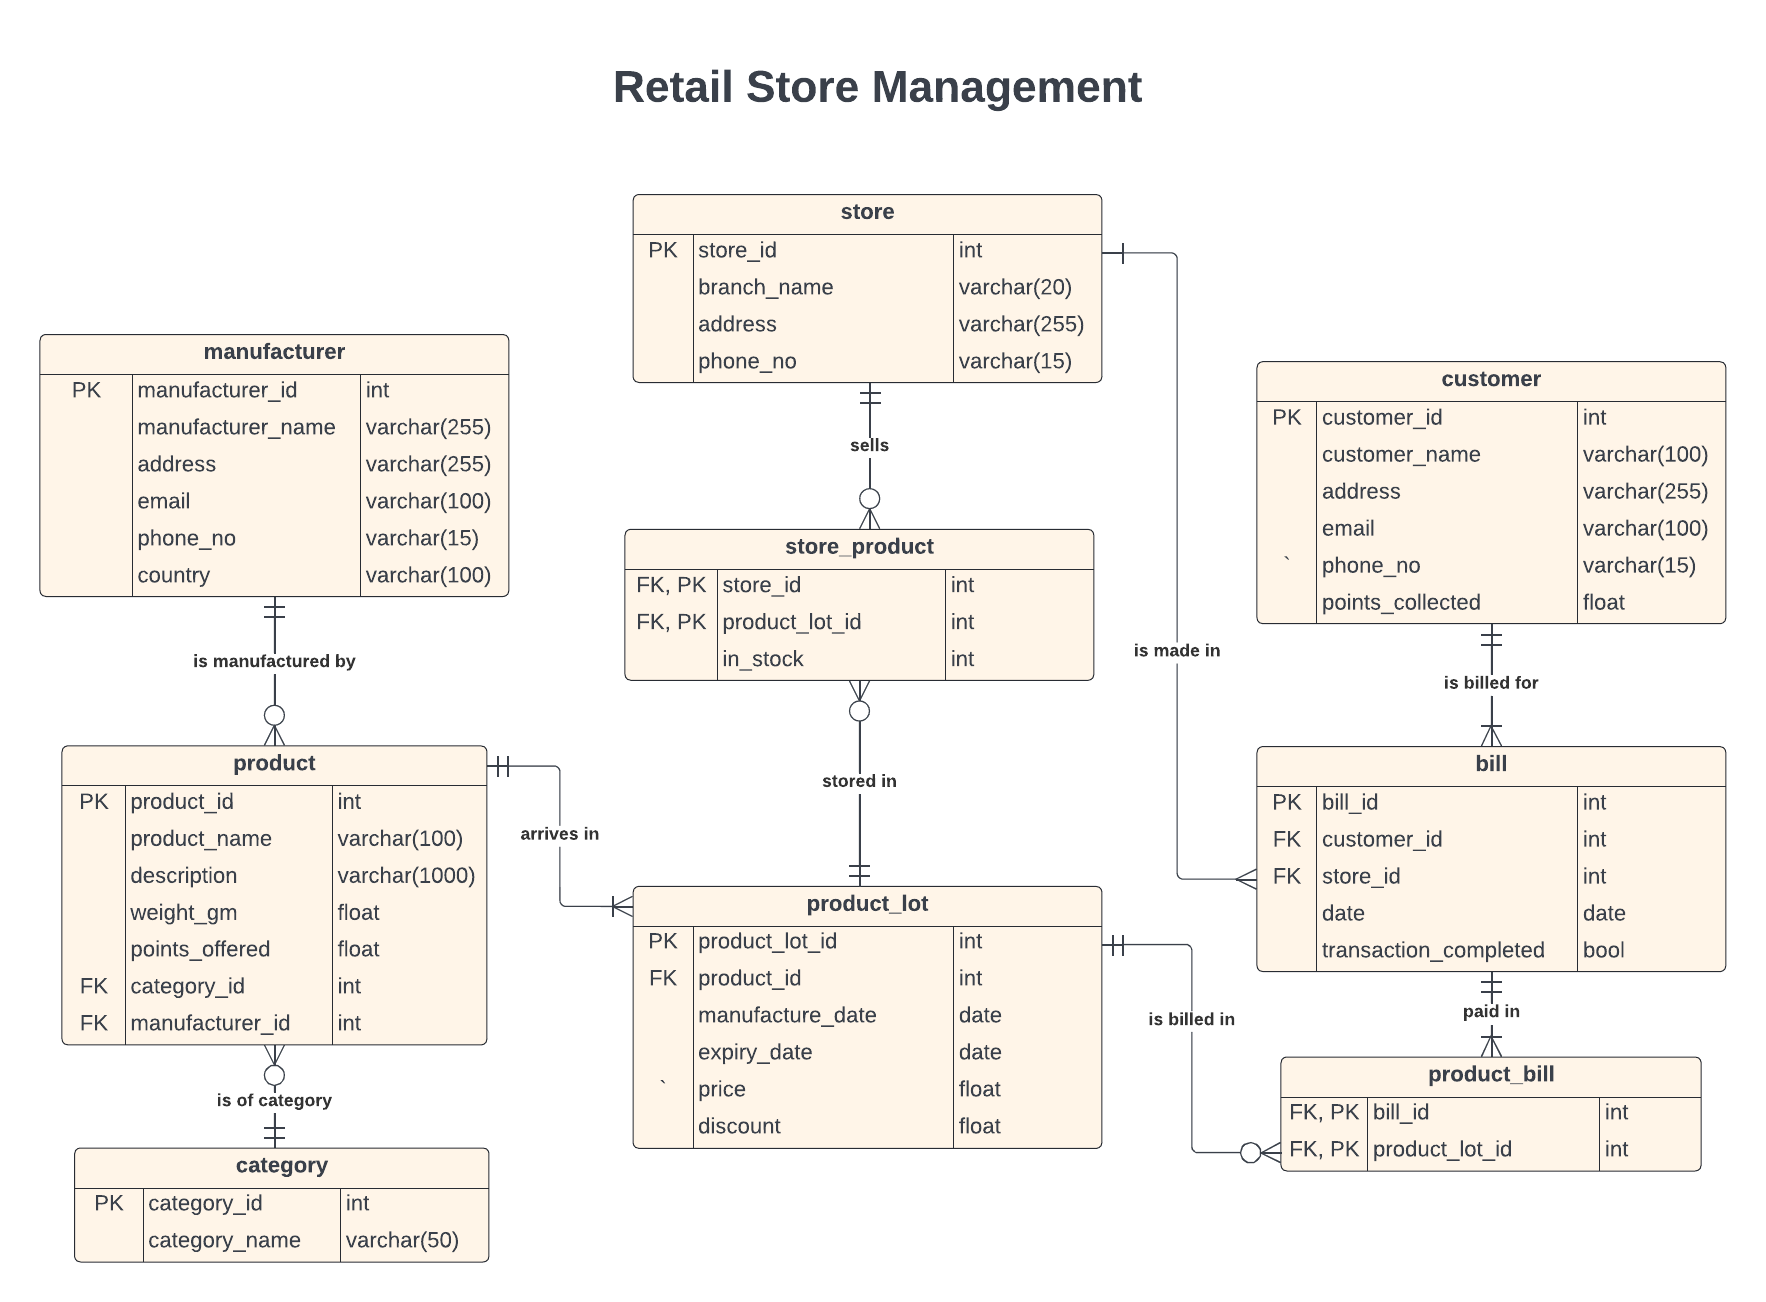 Retail Store Management
store
PK store_id int
branch_name varchar(20)
address varchar(255)
phone_no varchar(15)
manufacturer
PK manufacturer_id int
manufacturer_name varchar(255)
address varchar(255)
email varchar(100)
phone_no varchar(15)
country varchar(100)
customer
PK customer_id int
customer_name varchar(100)
address varchar(255)
email varchar(100)
` phone_no varchar(15)
points_collected float
sells
store_product
FK, PK store_id int
FK, PK product_lot_id int
in_stock int
is manufactured by
is made in
is billed for
product
PK product_id int
product_name varchar(100)
description varchar(1000)
weight_gm float
points_offered float
FK category_id int
FK manufacturer_id int
arrives in
stored in
bill
PK bill_id int
FK customer_id int
FK store_id int
date date
transaction_completed bool
product_lot
PK product_lot_id int
FK product_id int
manufacture_date date
expiry_date date
` price float
discount float
is billed in
paid in
product_bill
FK, PK bill_id int
FK, PK product_lot_id int
is of category
category
PK category_id int
category_name varchar(50)